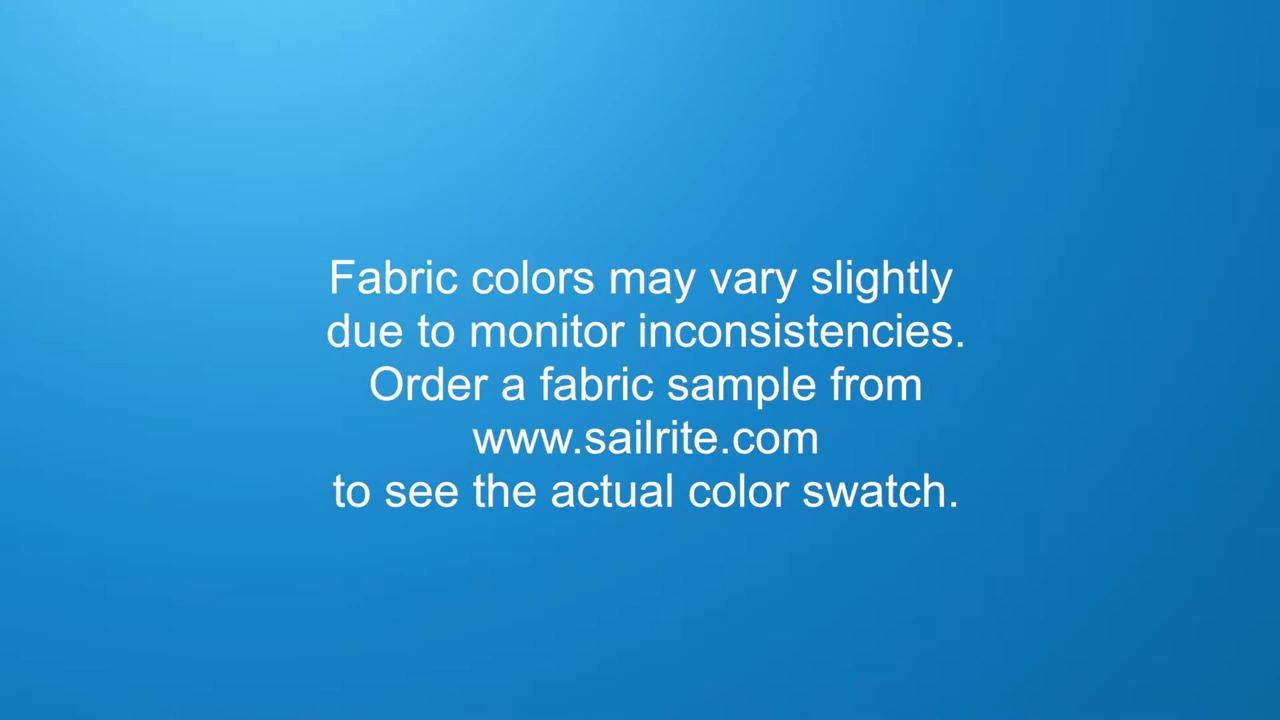 Fabric colors may vary slightly
due to monitor inconsistencies.
Order a fabric sample from
www.sailrite.com
to see the actual color swatch.